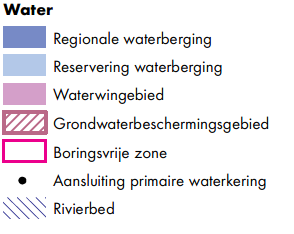 Water
Regionale waterberging
Reservering waterberging
Waterwingebied
Grondwaterbeschermingsgebied
Boringsvrije zone
Aansluiting primaire waterkering
Rivierbed